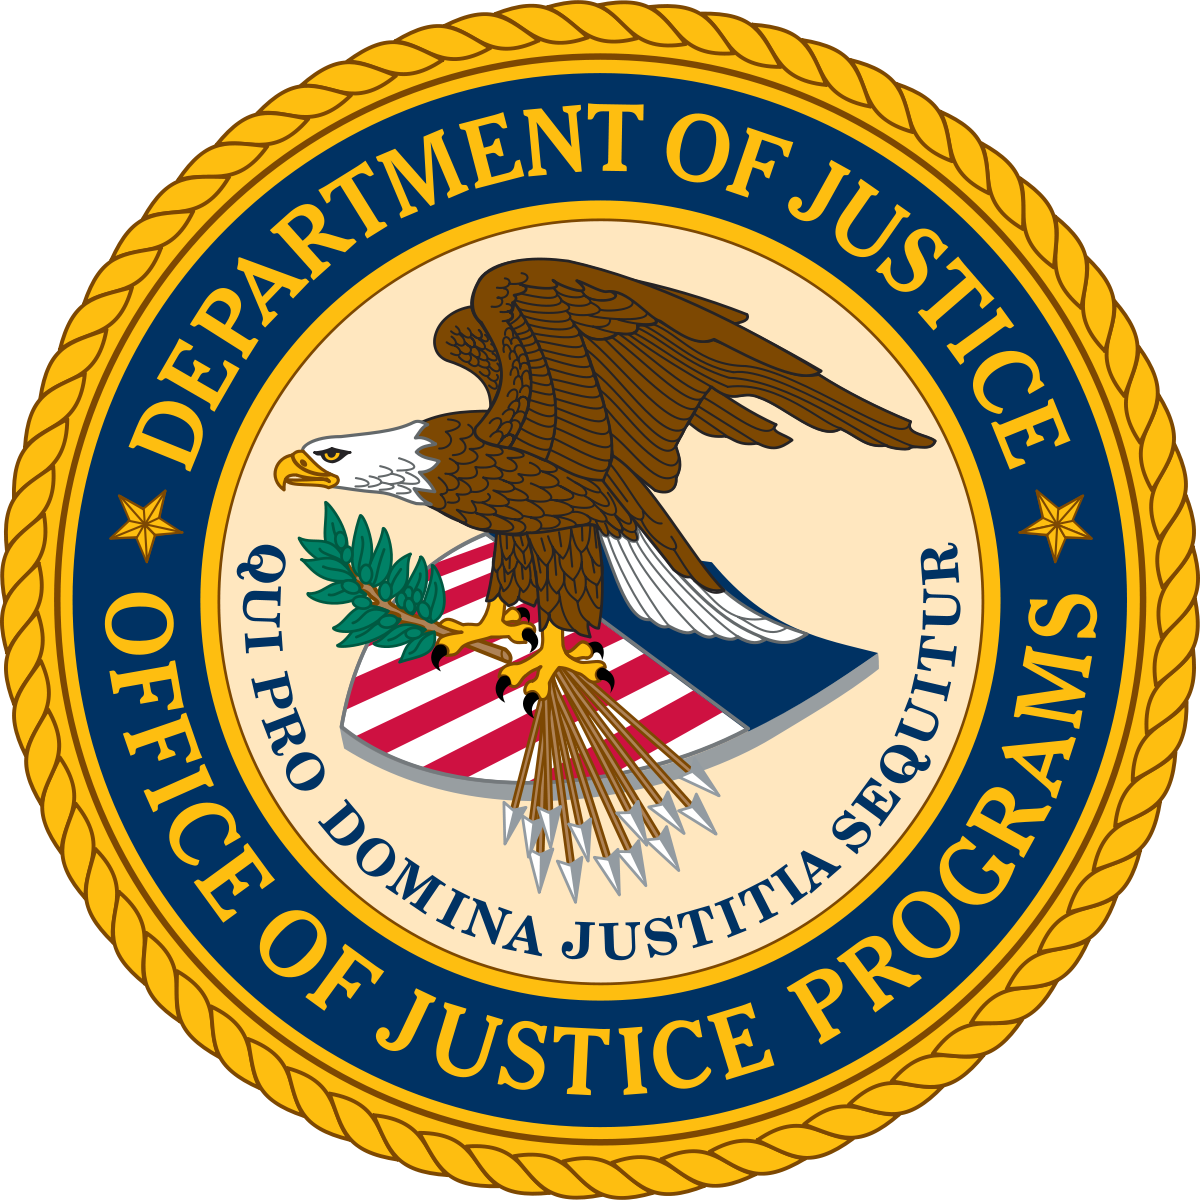 DEPARTMENT OF JUSTICE
OFFICE OF JUSTICE PROGRAMS
QUI PRO DOMINA JUSTITIA SEQUITUR